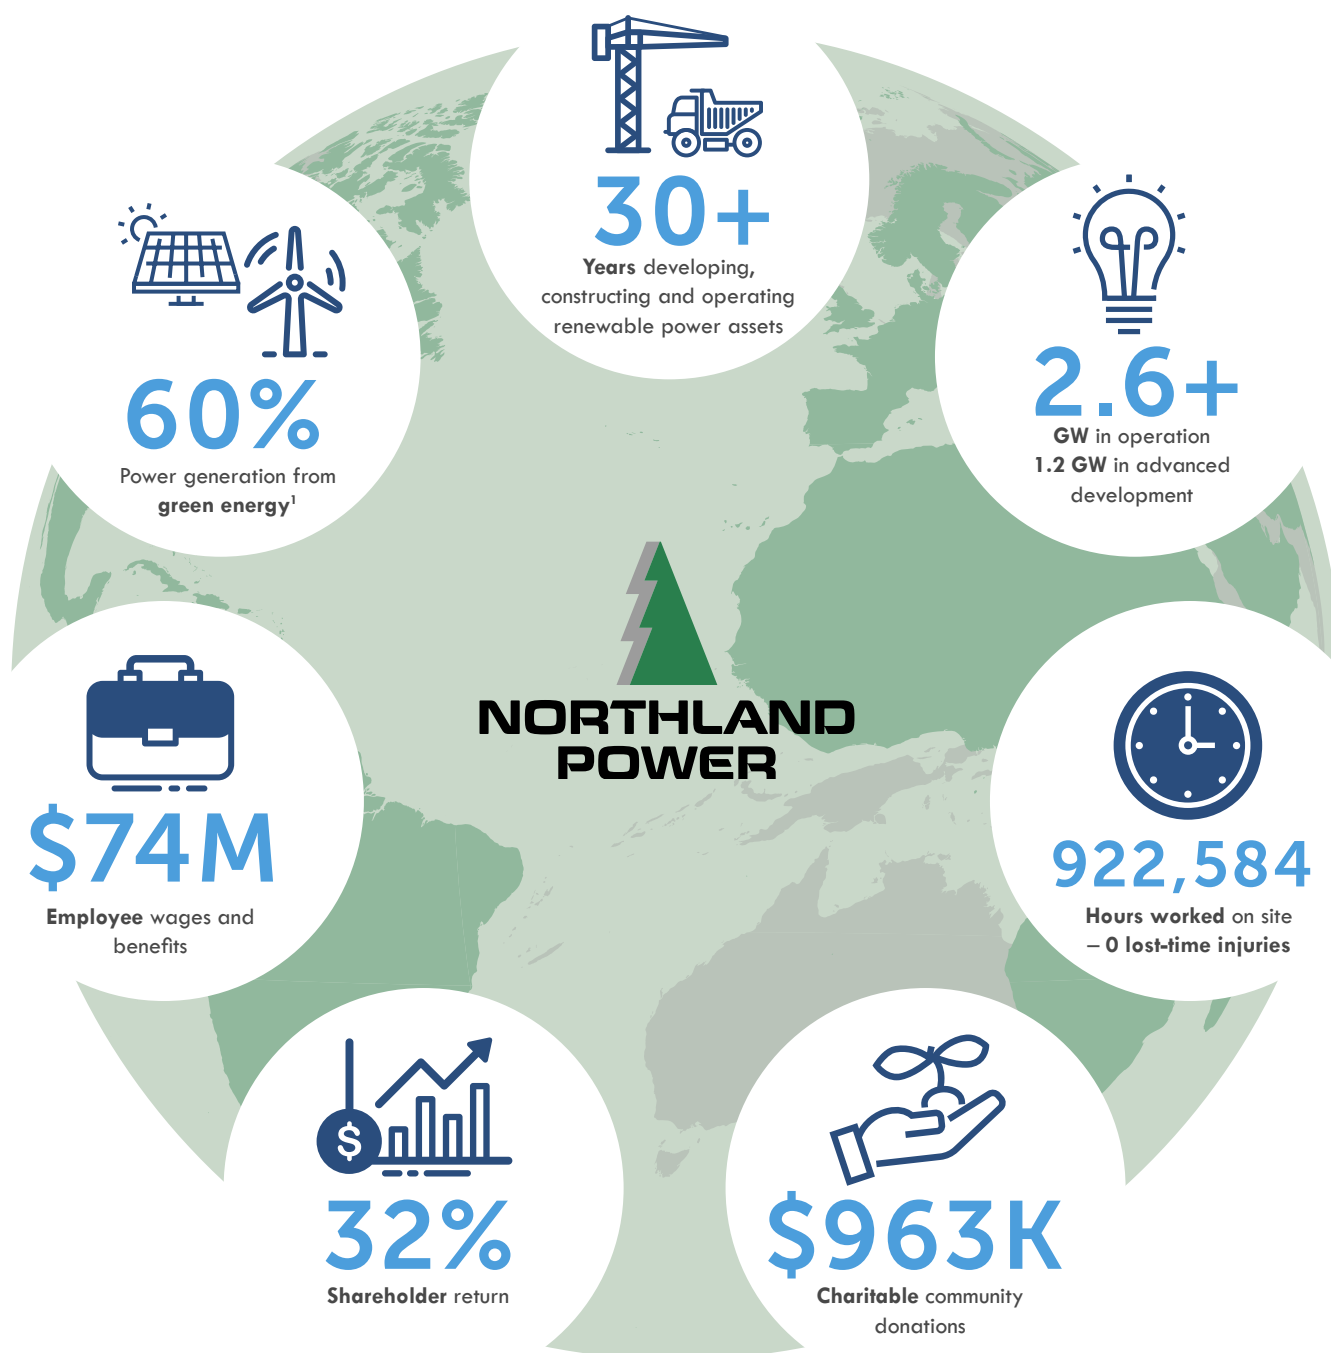 30+
Years developing,
constructing and operating
renewable power assets
60%
Power generation from
green energy¹
2.6+
GW in operation
1.2 GW in advanced
development
NORTHLAND
POWER
$74M
Employee wages and
benefits
922,584
Hours worked on site
– 0 lost-time injuries
$
32%
Shareholder return
$963K
Charitable community
donations